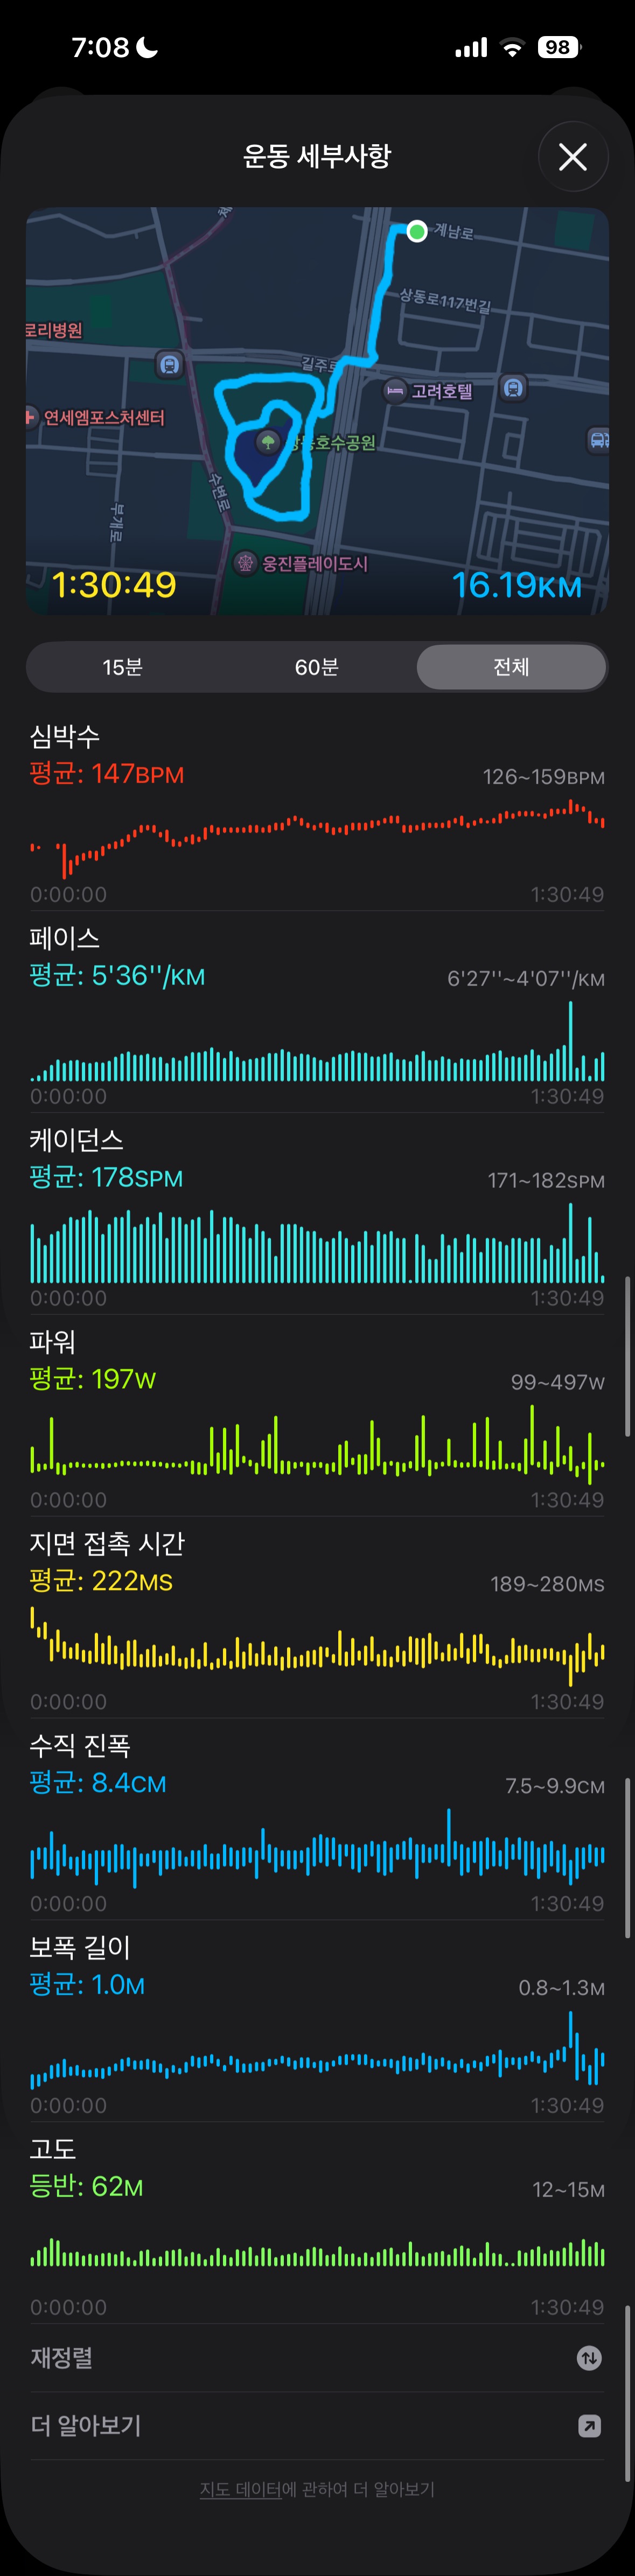 7:08
98
운동 세부사항
계남로
상동로117번길
로리병원
길주로
고려호텔
연세엠포스처센터
상동호수공원
수변로
부개로
웅진플레이도시
1:30:49
16.19KM
15분
60분
전체
심박수
평균: 147BPM
126~159BPM
0:00:00
1:30:49
페이스
평균: 5'36''/KM
6'27''~4'07''/KM
0:00:00
1:30:49
케이던스
평균: 178SPM
171~182SPM
0:00:00
1:30:49
파워
평균: 197W
99~497W
0:00:00
1:30:49
지면 접촉 시간
평균: 222MS
189~280MS
0:00:00
1:30:49
수직 진폭
평균: 8.4CM
7.5~9.9CM
0:00:00
1:30:49
보폭 길이
평균: 1.0M
0.8~1.3M
0:00:00
1:30:49
고도
등반: 62M
12~15M
0:00:00
1:30:49
재정렬
더 알아보기
지도 데이터에 관하여 더 알아보기